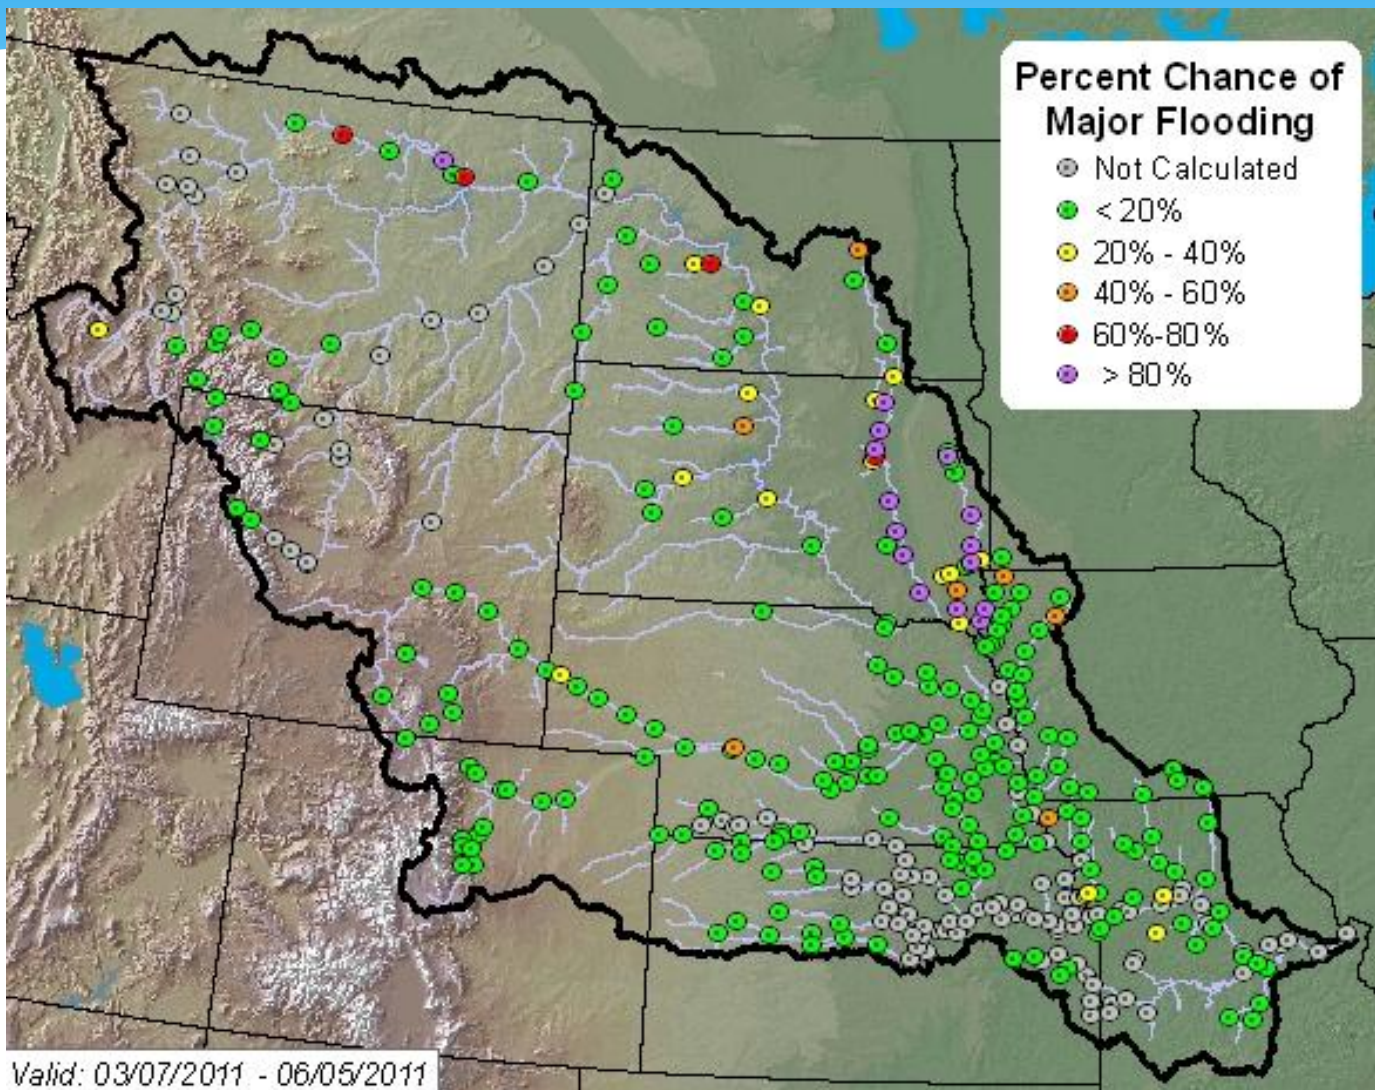 Percent Chance of
Major Flooding
Not Calculated
< 20%
20% - 40%
40% - 60%
60%-80%
> 80%
Valid: 03/07/2011 - 06/05/2011